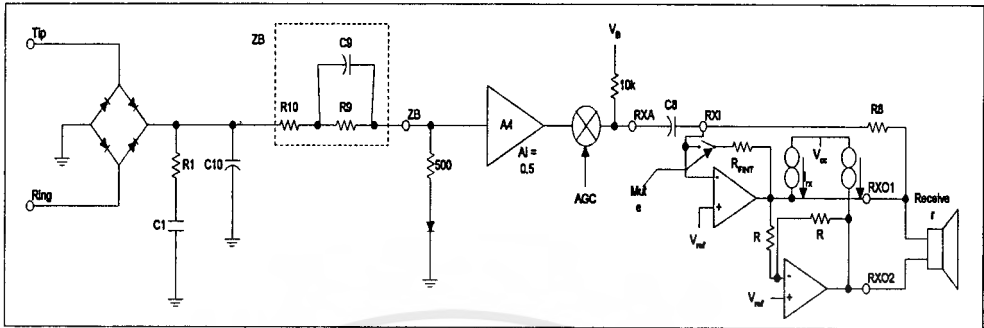 Tip
Ring
R1
C1
C10
ZB
C9
R10
R9
ZB
500
A4
Ai =
0.5
AGC
VB
10k
RXA
C8
RXI
R8
RFINT
Mut
e
Vref
Irx
Vcc
RXO1
Receive
r
R
R
Vref
RXO2